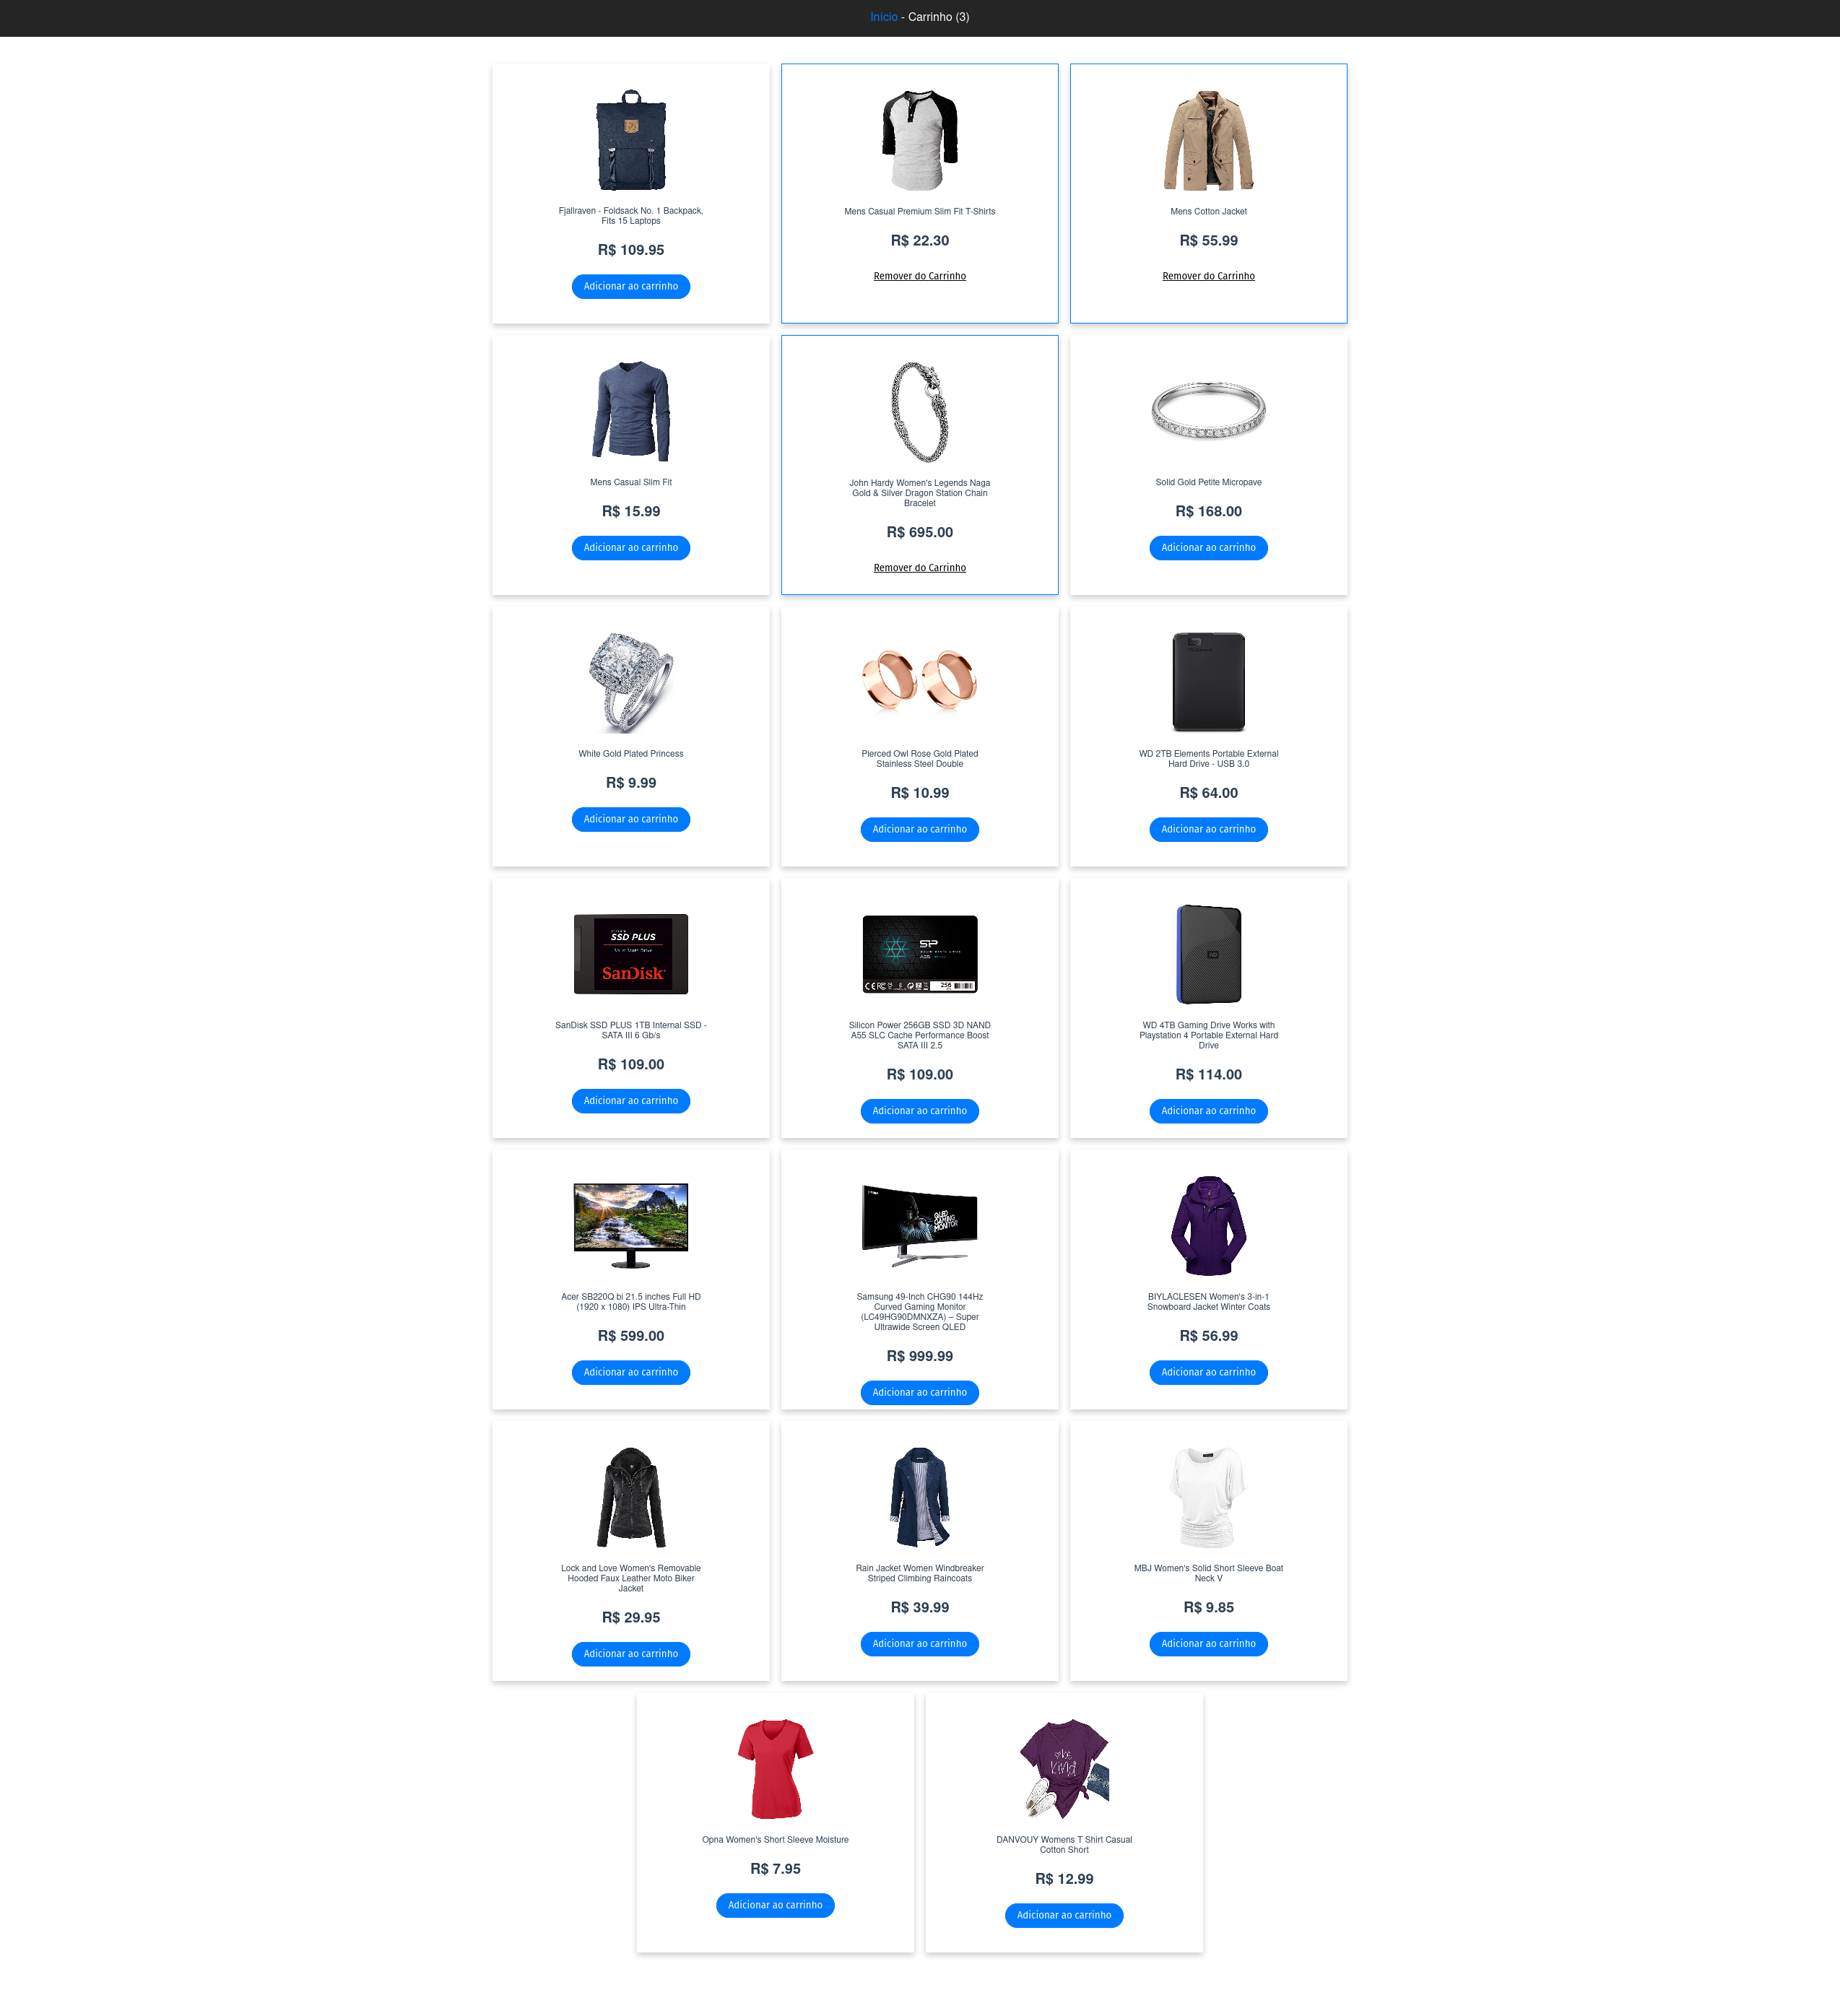 Início - Carrinho (3)
Fjallraven - Foldsack No. 1 Backpack,
Fits 15 Laptops
R$ 109.95
Adicionar ao carrinho
Mens Casual Premium Slim Fit T-Shirts
R$ 22.30
Remover do Carrinho
Mens Cotton Jacket
R$ 55.99
Remover do Carrinho
Mens Casual Slim Fit
R$ 15.99
Adicionar ao carrinho
John Hardy Women's Legends Naga
Gold & Silver Dragon Station Chain
Bracelet
R$ 695.00
Remover do Carrinho
Solid Gold Petite Micropave
R$ 168.00
Adicionar ao carrinho
White Gold Plated Princess
R$ 9.99
Adicionar ao carrinho
Pierced Owl Rose Gold Plated
Stainless Steel Double
R$ 10.99
Adicionar ao carrinho
WD 2TB Elements Portable External
Hard Drive - USB 3.0
R$ 64.00
Adicionar ao carrinho
SSD PLUS
SanDisk
SanDisk SSD PLUS 1TB Internal SSD -
SATA III 6 Gb/s
R$ 109.00
Adicionar ao carrinho
SP
256
Silicon Power 256GB SSD 3D NAND
A55 SLC Cache Performance Boost
SATA III 2.5
R$ 109.00
Adicionar ao carrinho
WD
WD 4TB Gaming Drive Works with
Playstation 4 Portable External Hard
Drive
R$ 114.00
Adicionar ao carrinho
Acer SB220Q bi 21.5 inches Full HD
(1920 x 1080) IPS Ultra-Thin
R$ 599.00
Adicionar ao carrinho
QLED
GAMING
MONITOR
Samsung 49-Inch CHG90 144Hz
Curved Gaming Monitor
(LC49HG90DMNXZA) – Super
Ultrawide Screen QLED
R$ 999.99
Adicionar ao carrinho
BIYLACLESEN Women's 3-in-1
Snowboard Jacket Winter Coats
R$ 56.99
Adicionar ao carrinho
Lock and Love Women's Removable
Hooded Faux Leather Moto Biker
Jacket
R$ 29.95
Adicionar ao carrinho
Rain Jacket Women Windbreaker
Striped Climbing Raincoats
R$ 39.99
Adicionar ao carrinho
MBJ Women's Solid Short Sleeve Boat
Neck V
R$ 9.85
Adicionar ao carrinho
Opna Women's Short Sleeve Moisture
R$ 7.95
Adicionar ao carrinho
be
kind
DANVOUY Womens T Shirt Casual
Cotton Short
R$ 12.99
Adicionar ao carrinho